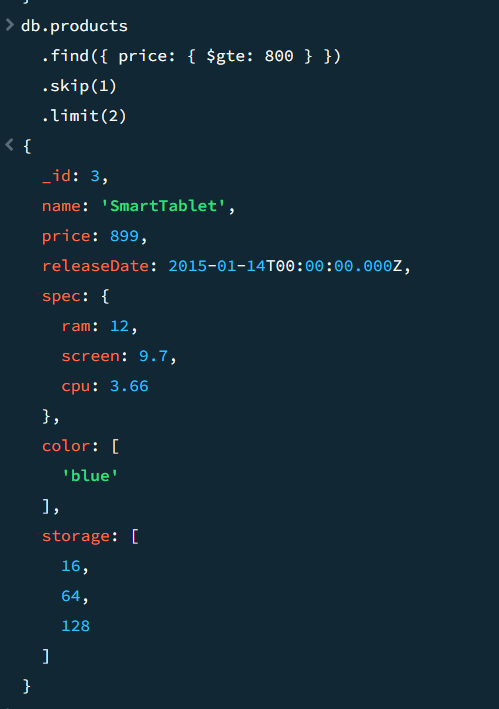 > db.products
.find({ price: { $gte: 800 } })
.skip(1)
.limit(2)
< {
_id: 3,
name: 'SmartTablet',
price: 899,
releaseDate: 2015-01-14T00:00:00.000Z,
spec: {
ram: 12,
screen: 9.7,
cpu: 3.66
},
color: [
'blue'
],
storage: [
16,
64,
128
]
}